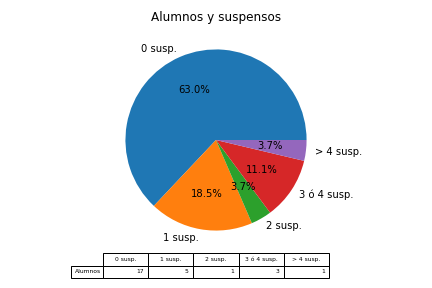 Alumnos y suspensos
0 susp.
63.0%
3.7%
> 4 susp.
11.1%
3.7%
18.5%
3 ó 4 susp.
2 susp.
1 susp.
0 susp. 1 susp. 2 susp. 3 ó 4 susp. > 4 susp.
Alumnos 17 5 1 3 1